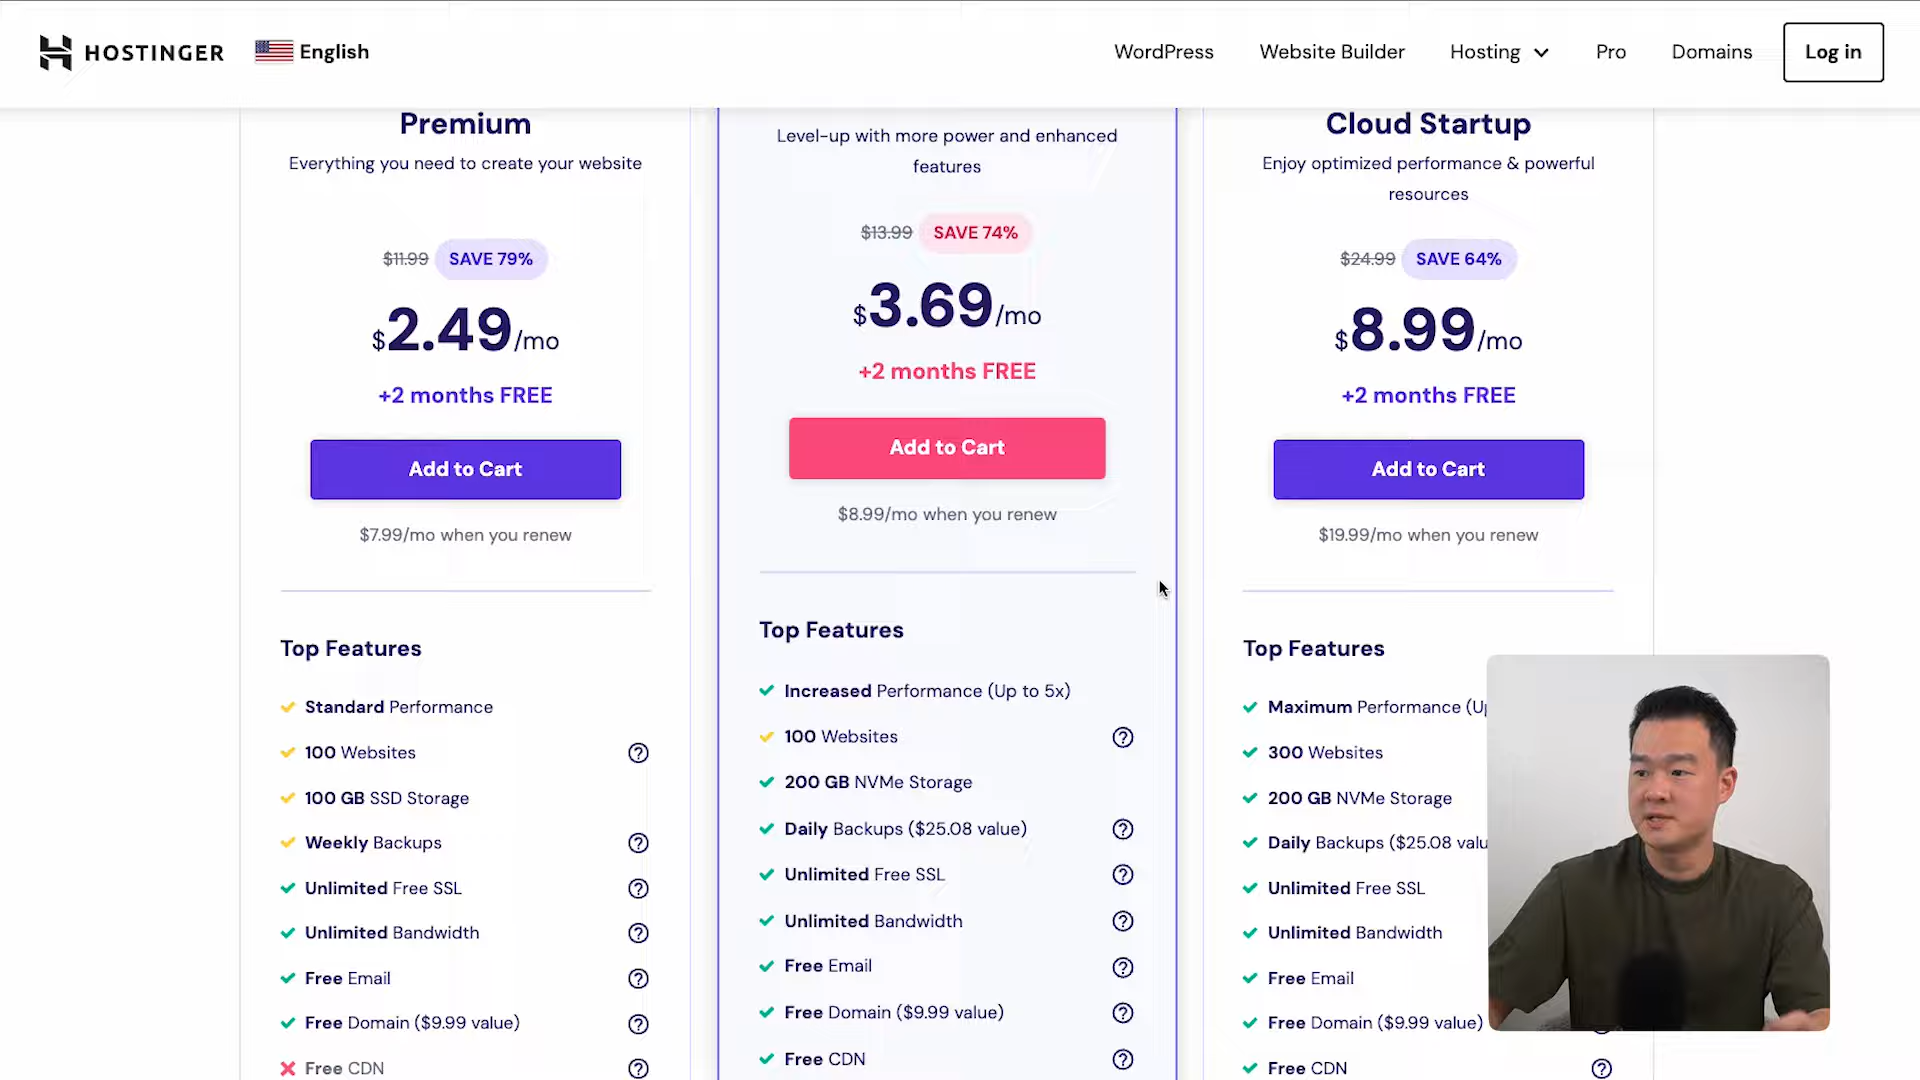 HOSTINGER
English
WordPress
Website Builder
Hosting
Pro
Domains
Log in
Premium
Everything you need to create your website
$11.99 SAVE 79%
$2.49/mo
+2 months FREE
Add to Cart
$7.99/mo when you renew
Top Features
Standard Performance
100 Websites
100 GB SSD Storage
Weekly Backups
Unlimited Free SSL
Unlimited Bandwidth
Free Email
Free Domain ($9.99 value)
Free CDN
Level-up with more power and enhanced
features
$13.99 SAVE 74%
$3.69/mo
+2 months FREE
Add to Cart
$8.99/mo when you renew
Top Features
Increased Performance (Up to 5x)
100 Websites
200 GB NVMe Storage
Daily Backups ($25.08 value)
Unlimited Free SSL
Unlimited Bandwidth
Free Email
Free Domain ($9.99 value)
Free CDN
Cloud Startup
Enjoy optimized performance & powerful
resources
$24.99 SAVE 64%
$8.99/mo
+2 months FREE
Add to Cart
$19.99/mo when you renew
Top Features
Maximum Performance
300 Websites
200 GB NVMe Storage
Daily Backups ($25.08
Unlimited Free SSL
Unlimited Bandwidth
Free Email
Free Domain ($9.99 value)
Free CDN